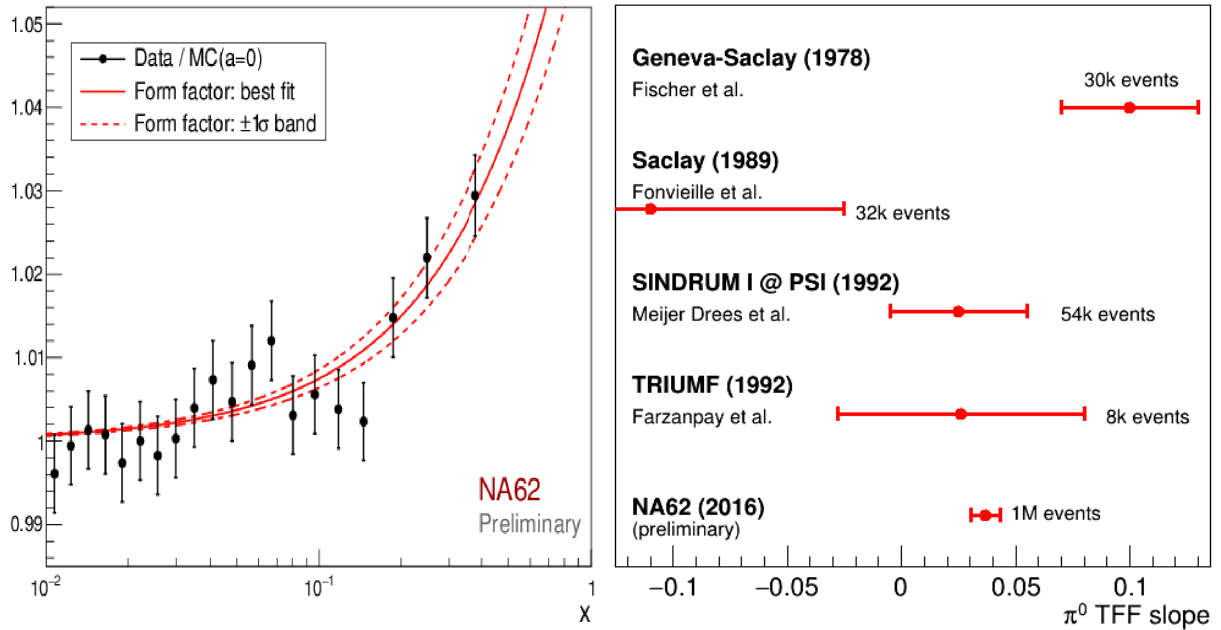 1.05
1.04
1.03
1.02
1.01
1
0.99
Data / MC(a=0)
Form factor: best fit
Form factor: ±1σ band
NA62
Preliminary
10⁻²
10⁻¹
1
x
Geneva-Saclay (1978)
Fischer et al.
30k events
Saclay (1989)
Fonvieille et al.
32k events
SINDRUM I @ PSI (1992)
Meijer Drees et al.
54k events
TRIUMF (1992)
Farzanpay et al.
8k events
NA62 (2016)
(preliminary)
1M events
−0.1 −0.05 0 0.05 0.1
π⁰ TFF slope